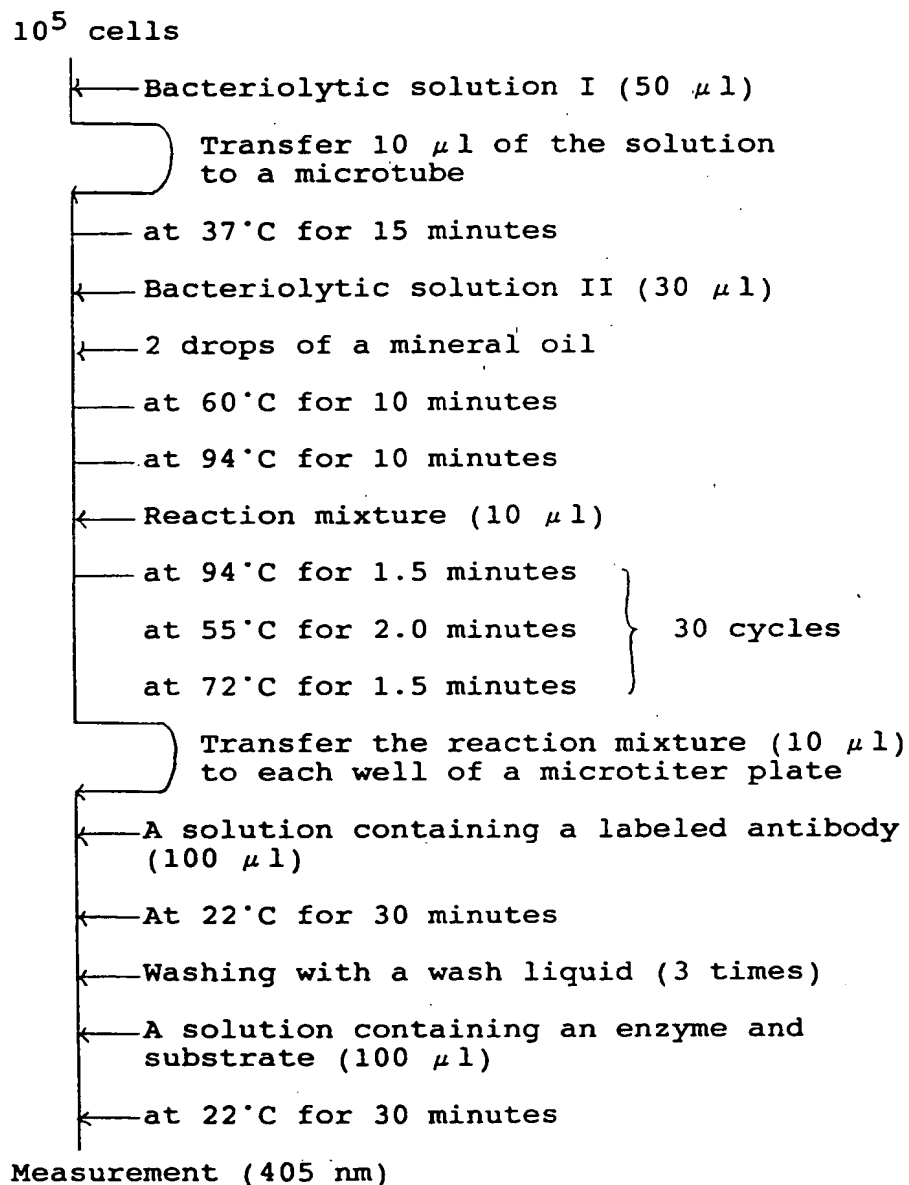 10⁵ cells
Bacteriolytic solution I (50 μl)
Transfer 10 μl of the solution
to a microtube
at 37°C for 15 minutes
Bacteriolytic solution II (30 μl)
2 drops of a mineral oil
at 60°C for 10 minutes
at 94°C for 10 minutes
Reaction mixture (10 μl)
at 94°C for 1.5 minutes
at 55°C for 2.0 minutes 30 cycles
at 72°C for 1.5 minutes
Transfer the reaction mixture (10 μl)
to each well of a microtiter plate
A solution containing a labeled antibody
(100 μl)
At 22°C for 30 minutes
Washing with a wash liquid (3 times)
A solution containing an enzyme and
substrate (100 μl)
at 22°C for 30 minutes
Measurement (405 nm)